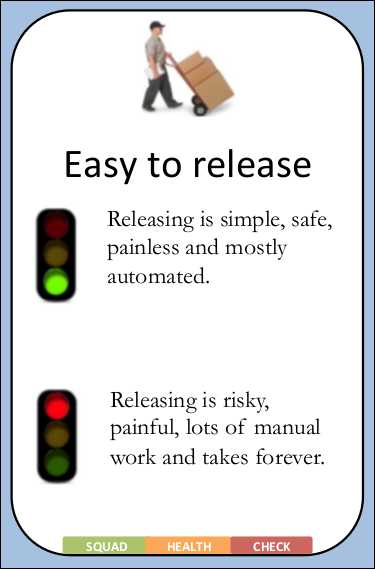 Easy to release
Releasing is simple, safe,
painless and mostly
automated.
Releasing is risky,
painful, lots of manual
work and takes forever.
SQUAD HEALTH CHECK